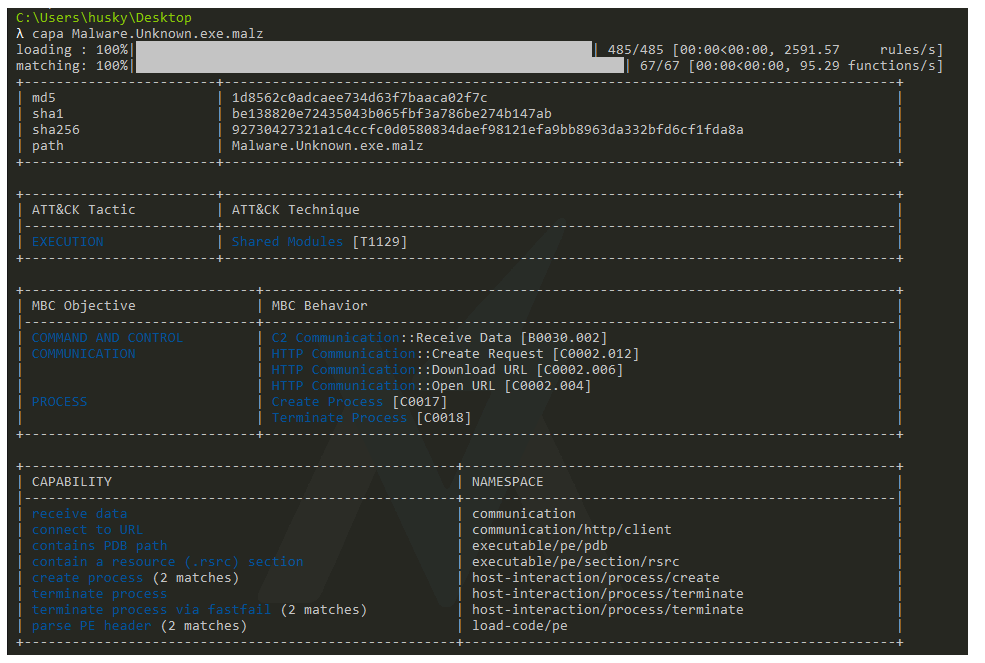 C:\Users\husky\Desktop
λ capa Malware.Unknown.exe.malz
loading : 100%| | 485/485 [00:00<00:00, 2591.57 rules/s]
matching: 100%| | 67/67 [00:00<00:00, 95.29 functions/s]
md5 | 1d8562c0adcaee734d63f7baaca02f7c
sha1 | be138820e72435043b065fbf3a786be274b147ab
sha256 | 92730427321a1c4ccfc0d0580834daef98121efa9bb8963da332bfd6cf1fda8a
path | Malware.Unknown.exe.malz
ATT&CK Tactic | ATT&CK Technique
EXECUTION | Shared Modules [T1129]
MBC Objective | MBC Behavior
COMMAND AND CONTROL | C2 Communication::Receive Data [B0030.002]
COMMUNICATION | HTTP Communication::Create Request [C0002.012]
| HTTP Communication::Download URL [C0002.006]
| HTTP Communication::Open URL [C0002.004]
PROCESS | Create Process [C0017]
| Terminate Process [C0018]
CAPABILITY | NAMESPACE
receive data | communication
connect to URL | communication/http/client
contains PDB path | executable/pe/pdb
contain a resource (.rsrc) section | executable/pe/section/rsrc
create process (2 matches) | host-interaction/process/create
terminate process | host-interaction/process/terminate
terminate process via fastfail (2 matches) | host-interaction/process/terminate
parse PE header (2 matches) | load-code/pe